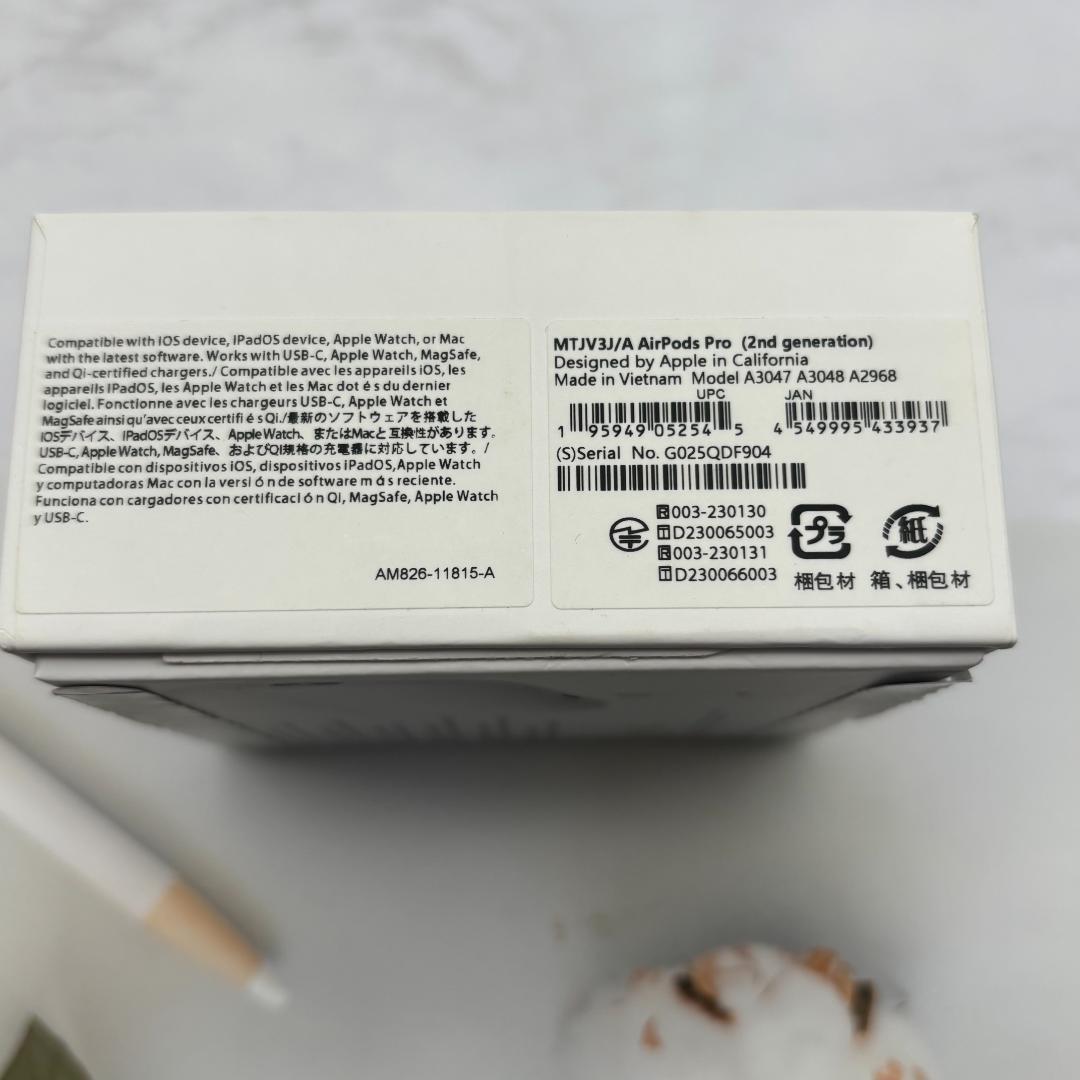 Compatible with iOS device, iPadOS device, Apple Watch, or Mac
with the latest software. Works with USB-C, Apple Watch, MagSafe,
and Qi-certified chargers./ Compatible avec les appareils iOS, les
appareils iPadOS, les Apple Watch et les Mac dot é s du dernier
logiciel. Fonctionne avec les chargeurs USB-C, Apple Watch et
MagSafe ainsi qu'avec ceux certifi é s Qi./最新のソフトウェアを搭載した
iOSデバイス、iPadOSデバイス、Apple Watch、またはMacと互換性があります。
USB-C, Apple Watch, MagSafe、およびQi規格の充電器に対応しています。/
Compatible con dispositivos iOS, dispositivos iPadOS,Apple Watch
y computadoras Mac con la versi ó n de software m á s reciente.
Funciona con cargadores con certificaci ó n Qi, MagSafe, Apple Watch
y USB-C.
AM826-11815-A
MTJV3J/A AirPods Pro (2nd generation)
Designed by Apple in California
Made in Vietnam Model A3047 A3048 A2968
UPC JAN
1 95949 05254 5 4 549995 433937
(S)Serial No. G025QDF904
R 003-230130
T D230065003
R 003-230131
T D230066003
プラ 紙
梱包材 箱、梱包材